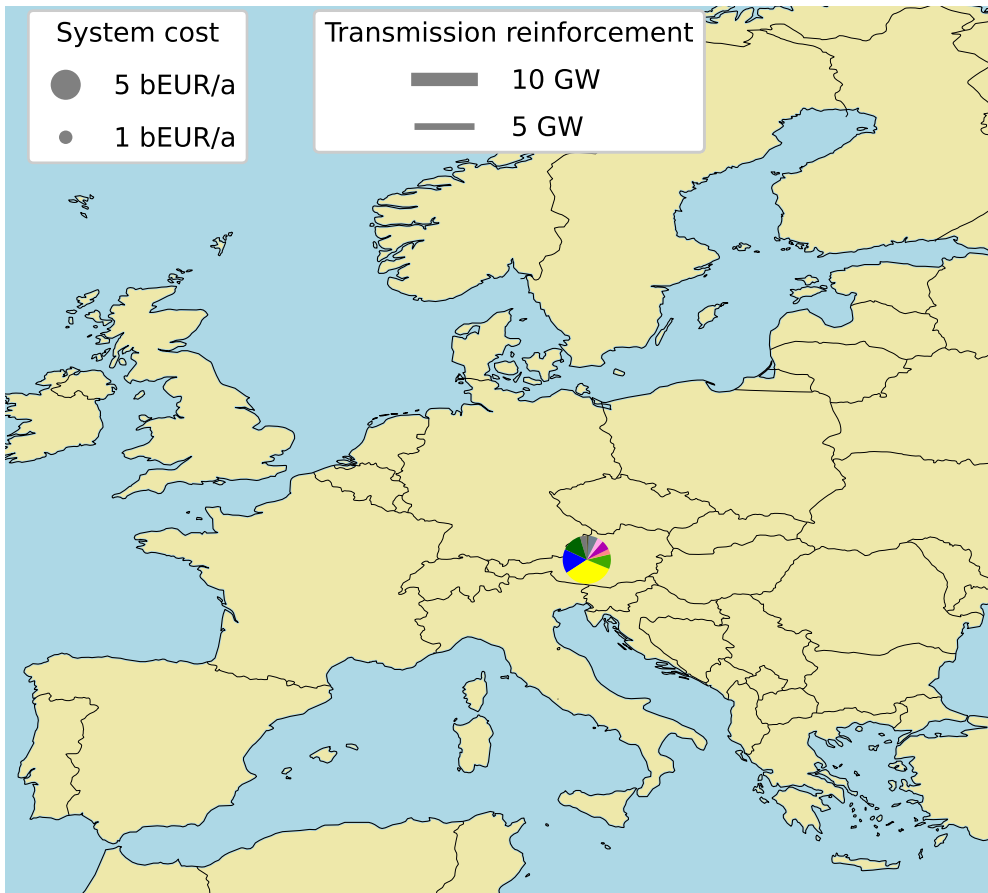 System cost
5 bEUR/a
1 bEUR/a
Transmission reinforcement
10 GW
5 GW